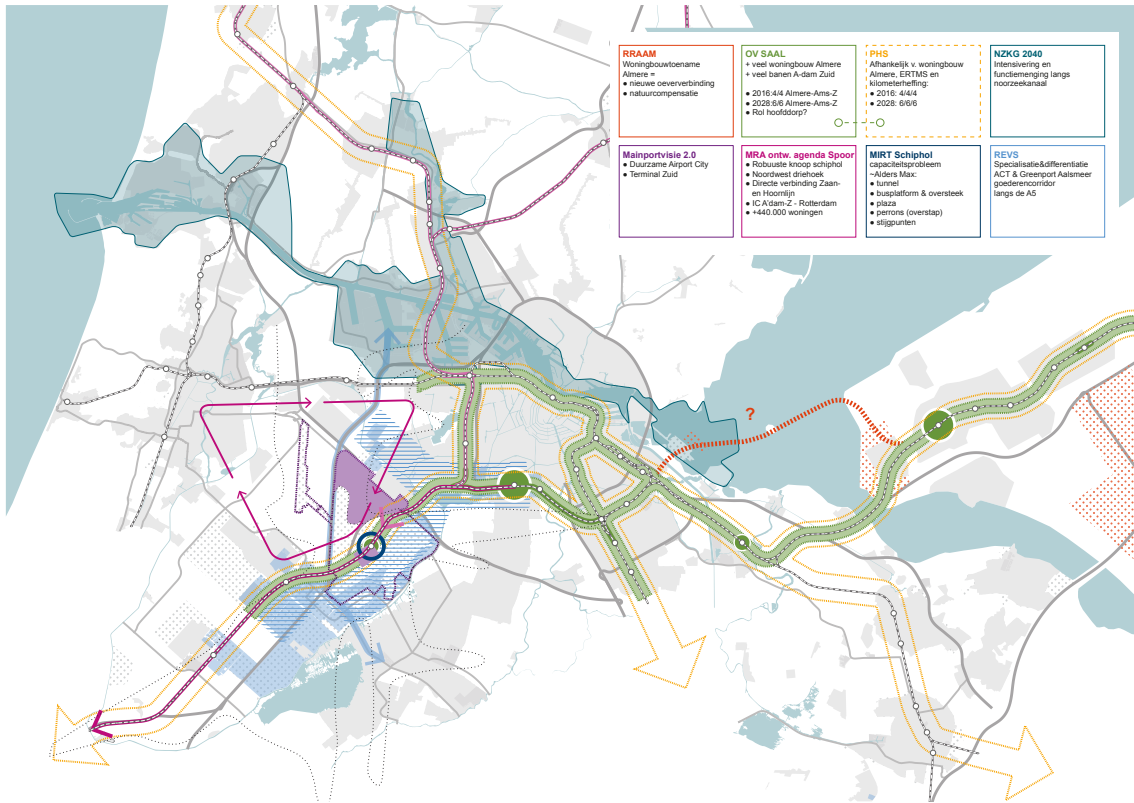 RRAAM
Woningbouwtoename
Almere =
● nieuwe oeververbinding
● natuurcompensatie
OV SAAL
+ veel woningbouw Almere
+ veel banen A-dam Zuid
● 2016:4/4 Almere-Ams-Z
● 2028:6/6 Almere-Ams-Z
● Rol hoofddorp?
PHS
Afhankelijk v. woningbouw
Almere, ERTMS en
kilometerheffing:
● 2016: 4/4/4
● 2028: 6/6/6
NZKG 2040
Intensivering en
functiemenging langs
noorzeekanaal
Mainportvisie 2.0
● Duurzame Airport City
● Terminal Zuid
MRA ontw. agenda Spoor
● Robuuste knoop schiphol
● Noordwest driehoek
● Directe verbinding Zaan-
en Hoornlijn
● IC A'dam-Z - Rotterdam
● +440.000 woningen
MIRT Schiphol
capaciteitsprobleem
~Alders Max:
● tunnel
● busplatform & oversteek
● plaza
● perrons (overstap)
● stijgpunten
REVS
Specialisatie&differentiatie
ACT & Greenport Aalsmeer
goederencorridor
langs de A5
?